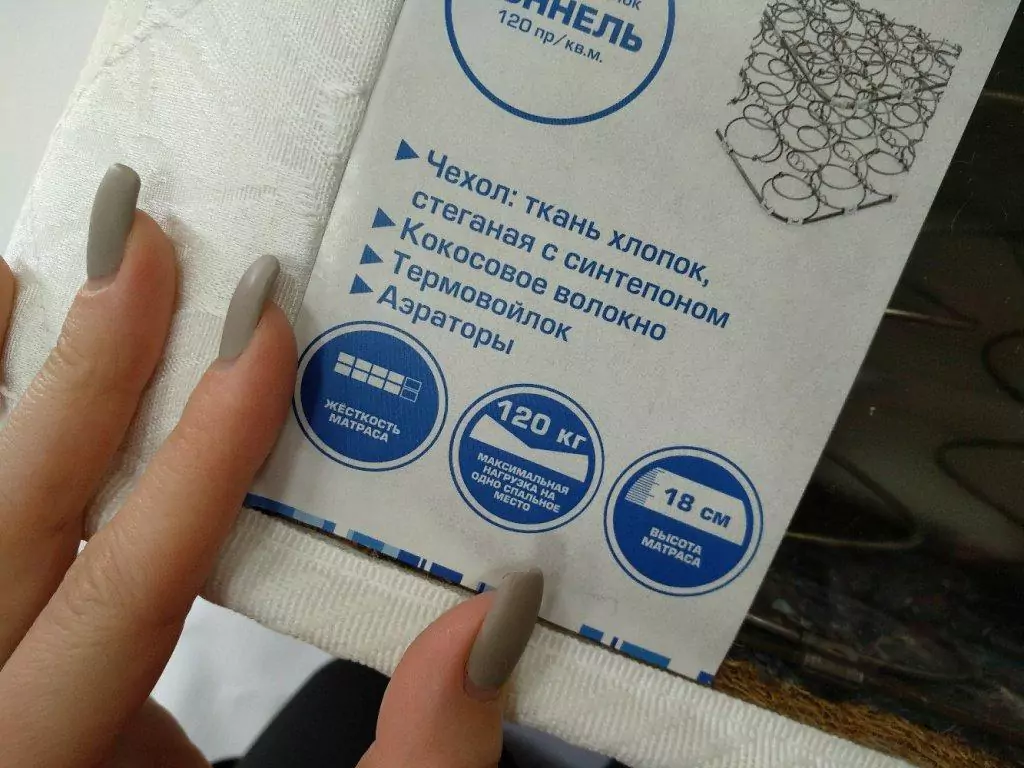 120 пр/кв.м.
Чехол: ткань хлопок,
стеганая с синтепоном
Кокосовое волокно
Термовойлок
Аэраторы
ЖЁСТКОСТЬ
МАТРАСА
120 кг
МАКСИМАЛЬНАЯ
НАГРУЗКА НА
ОДНО СПАЛЬНОЕ
МЕСТО
18 см
ВЫСОТА
МАТРАСА